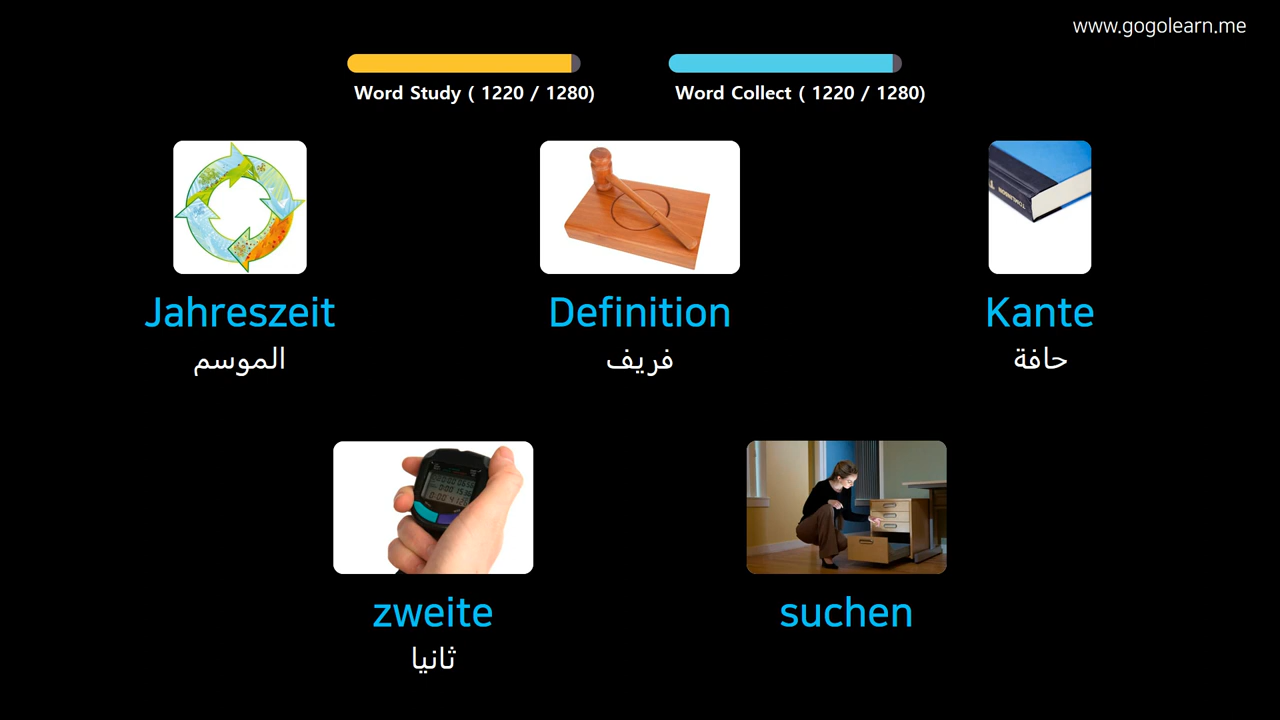 www.gogolearn.me
Word Study ( 1220 / 1280)
Word Collect ( 1220 / 1280)
Jahreszeit
الموسم
Definition
فريف
Kante
حافة
zweite
ثانيا
suchen